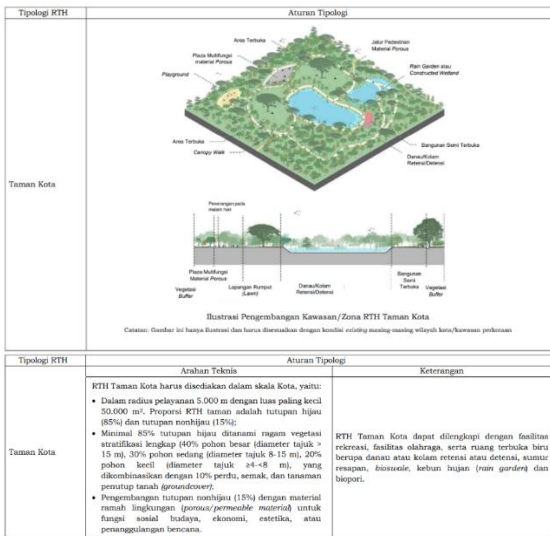 Tipologi RTH
Aturan Tipologi
Taman Kota
Area Terbuka
Plaza Multifungsi
material Porous
Playground
Jalur Pedestrian
Material Porous
Rain Garden atau
Constructed Wetland
Area Terbuka
Canopy Walk
Bangunan Semi Terbuka
Danau/Kolam
Retensi/Detensi
Penerangan pada
malam hari
Vegetasi
Buffer
Plaza Multifungsi
Material Porous
Lapangan Rumput
(Lawn)
Danau/Kolam
Retensi/Detensi
Bangunan
Semi
Terbuka
Vegetasi
Buffer
Ilustrasi Pengembangan Kawasan/Zona RTH Taman Kota
Catatan: Gambar ini hanya ilustrasi dan harus disesuaikan dengan kondisi existing masing-masing wilayah kota/kawasan perkotaan
Tipologi RTH
Aturan Tipologi
Arahan Teknis
Keterangan
Taman Kota
RTH Taman Kota harus disediakan dalam skala Kota, yaitu:
• Dalam radius pelayanan 5.000 m dengan luas paling kecil
50.000 m². Proporsi RTH taman adalah tutupan hijau
(85%) dan tutupan nonhijau (15%);
• Minimal 85% tutupan hijau ditanami ragam vegetasi
stratifikasi lengkap (40% pohon besar (diameter tajuk >
15 m), 30% pohon sedang (diameter tajuk 8-15 m), 20%
pohon kecil (diameter tajuk ≥4-<8 m), yang
dikombinasikan dengan 10% perdu, semak, dan tanaman
penutup tanah (groundcover);
• Pengembangan tutupan nonhijau (15%) dengan material
ramah lingkungan (porous/permeable material) untuk
fungsi sosial budaya, ekonomi, estetika, atau
penanggulangan bencana.
RTH Taman Kota dapat dilengkapi dengan fasilitas
rekreasi, fasilitas olahraga, serta ruang terbuka biru
berupa danau atau kolam retensi atau detensi, sumur
resapan, bioswale, kebun hujan (rain garden) dan
biopori.